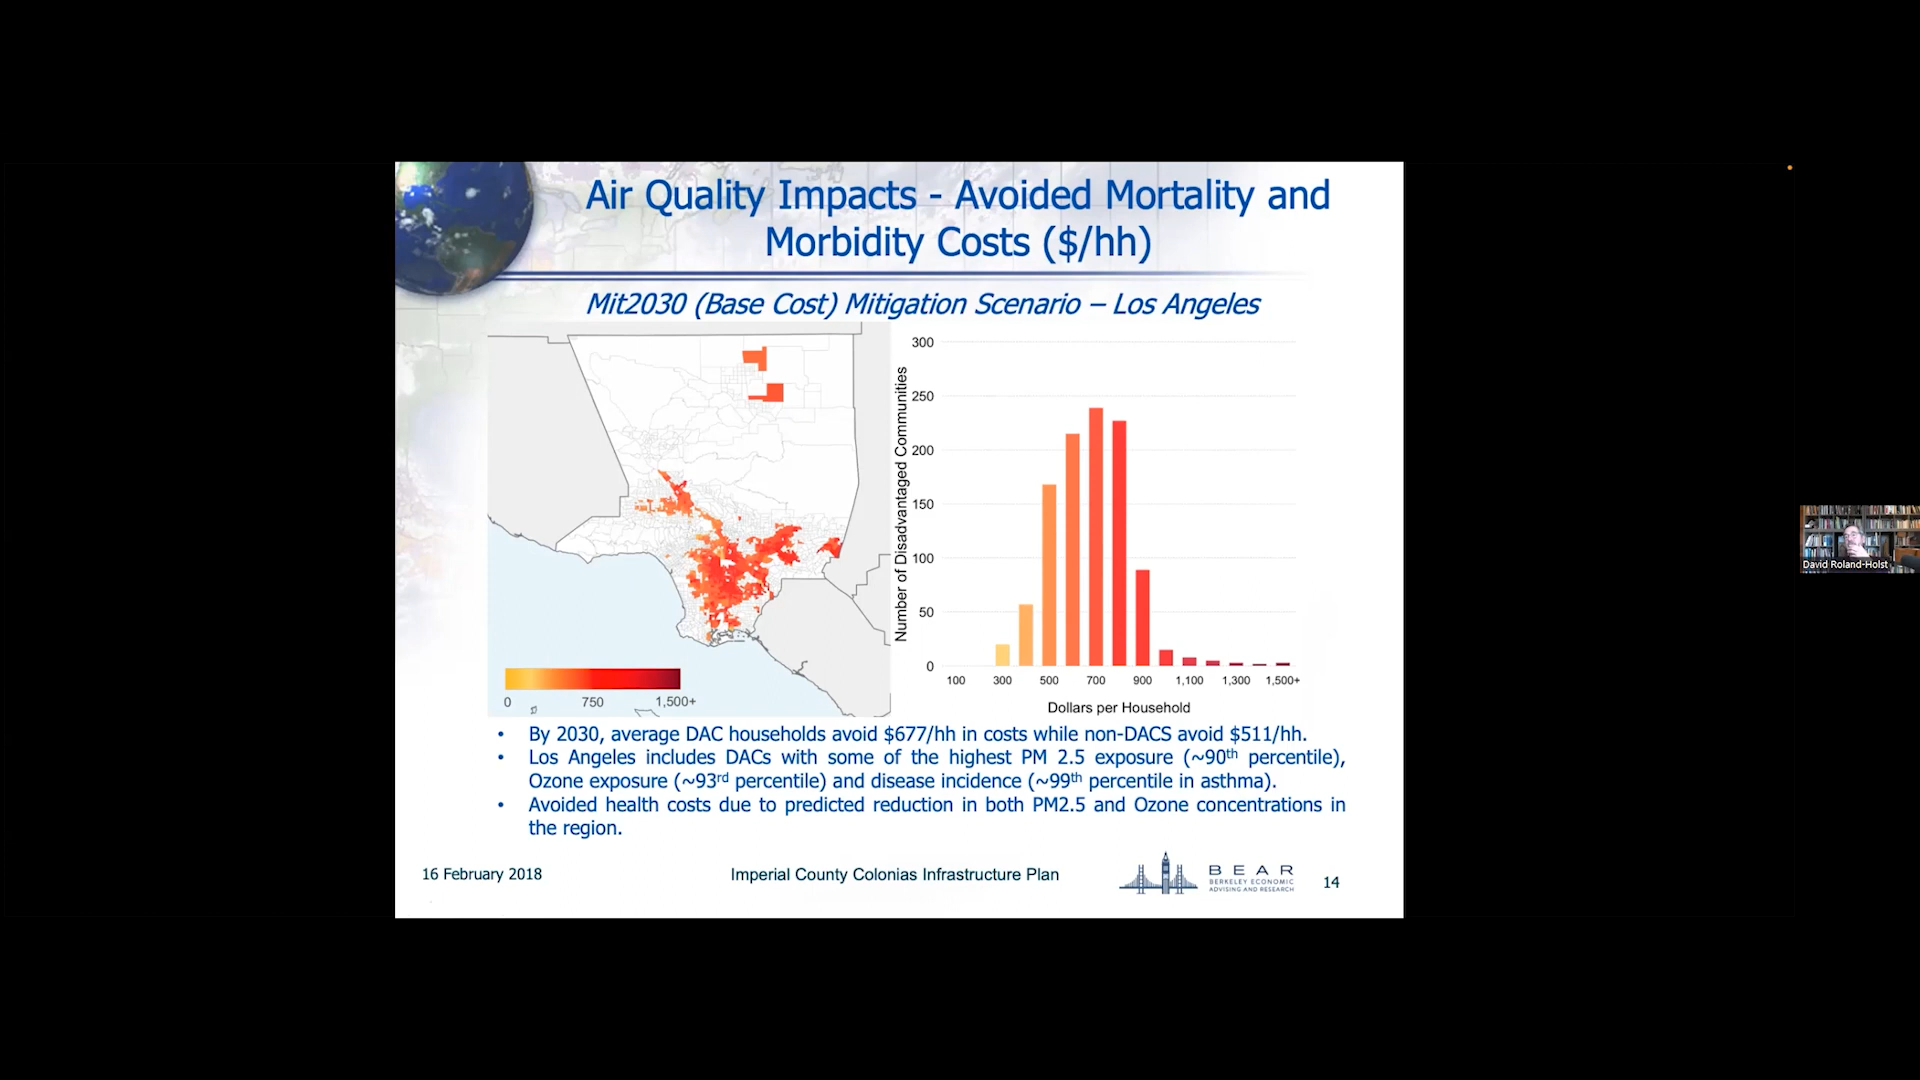 Air Quality Impacts - Avoided Mortality and
Morbidity Costs ($/hh)
Mit2030 (Base Cost) Mitigation Scenario – Los Angeles
0 750 1,500+
Number of Disadvantaged Communities
300
250
200
150
100
50
0
100 300 500 700 900 1,100 1,300 1,500+
Dollars per Household
• By 2030, average DAC households avoid $677/hh in costs while non-DACS avoid $511/hh.
• Los Angeles includes DACs with some of the highest PM 2.5 exposure (~90th percentile),
Ozone exposure (~93rd percentile) and disease incidence (~99th percentile in asthma).
• Avoided health costs due to predicted reduction in both PM2.5 and Ozone concentrations in
the region.
16 February 2018
Imperial County Colonias Infrastructure Plan
BEAR
BERKELEY ECONOMIC
ADVISING AND RESEARCH
14
David Roland-Holst